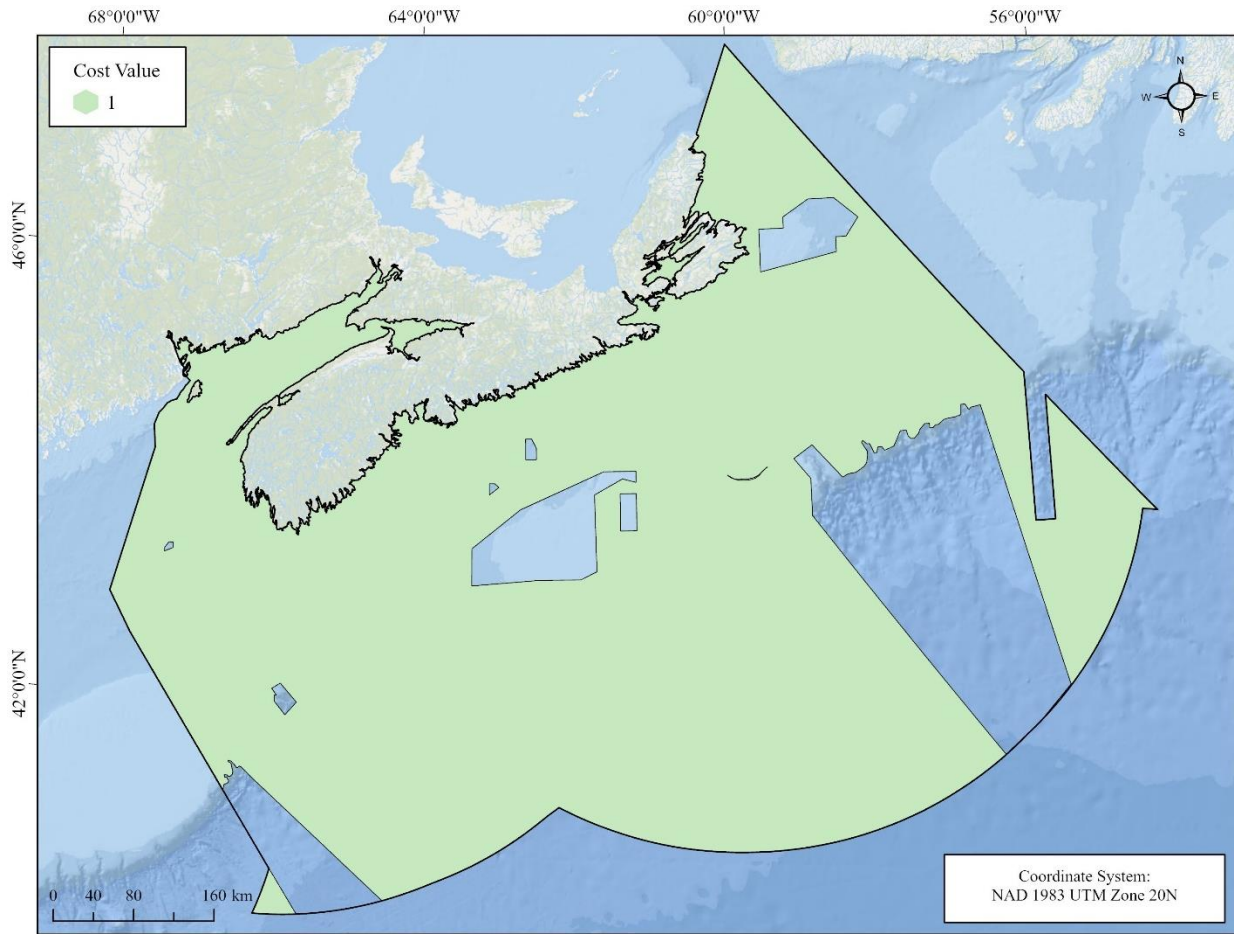 68°0'0"W
64°0'0"W
60°0'0"W
56°0'0"W
Cost Value
1
N
W
E
S
46°0'0"N
42°0'0"N
0 40 80 160 km
Coordinate System:
NAD 1983 UTM Zone 20N